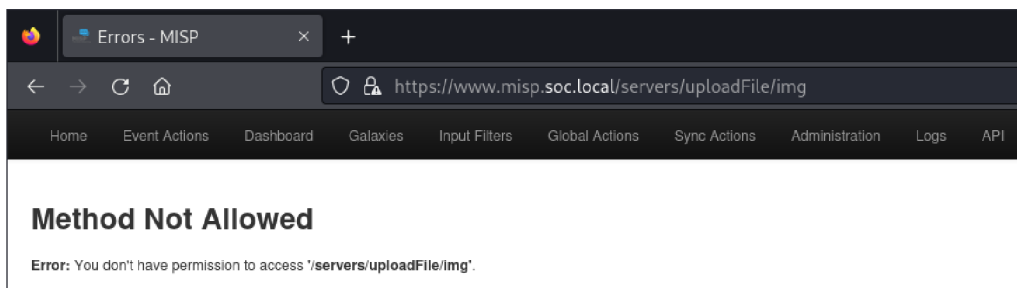 Errors - MISP
https://www.misp.soc.local/servers/uploadFile/img
Home Event Actions Dashboard Galaxies Input Filters Global Actions Sync Actions Administration Logs API
Method Not Allowed
Error: You don't have permission to access '/servers/uploadFile/img'.